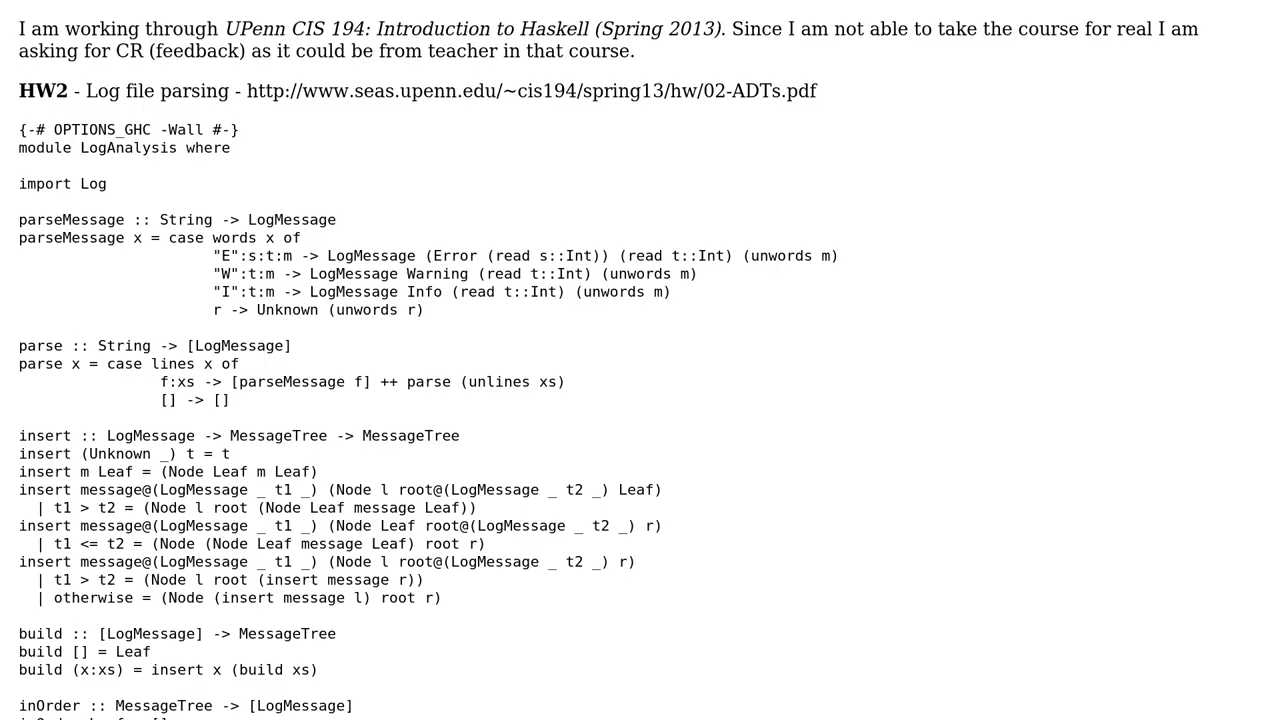 I am working through UPenn CIS 194: Introduction to Haskell (Spring 2013). Since I am not able to take the course for real I am
asking for CR (feedback) as it could be from teacher in that course.
HW2 - Log file parsing - http://www.seas.upenn.edu/~cis194/spring13/hw/02-ADTs.pdf
{-# OPTIONS_GHC -Wall #-}
module LogAnalysis where
import Log
parseMessage :: String -> LogMessage
parseMessage x = case words x of
                      "E":s:t:m -> LogMessage (Error (read s::Int)) (read t::Int) (unwords m)
                      "W":t:m -> LogMessage Warning (read t::Int) (unwords m)
                      "I":t:m -> LogMessage Info (read t::Int) (unwords m)
                      r -> Unknown (unwords r)
parse :: String -> [LogMessage]
parse x = case lines x of
                f:xs -> [parseMessage f] ++ parse (unlines xs)
                [] -> []
insert :: LogMessage -> MessageTree -> MessageTree
insert (Unknown _) t = t
insert m Leaf = (Node Leaf m Leaf)
insert message@(LogMessage _ t1 _) (Node l root@(LogMessage _ t2 _) Leaf)
  | t1 > t2 = (Node l root (Node Leaf message Leaf))
insert message@(LogMessage _ t1 _) (Node Leaf root@(LogMessage _ t2 _) r)
  | t1 <= t2 = (Node (Node Leaf message Leaf) root r)
insert message@(LogMessage _ t1 _) (Node l root@(LogMessage _ t2 _) r)
  | t1 > t2 = (Node l root (insert message r))
  | otherwise = (Node (insert message l) root r)
build :: [LogMessage] -> MessageTree
build [] = Leaf
build (x:xs) = insert x (build xs)
inOrder :: MessageTree -> [LogMessage]